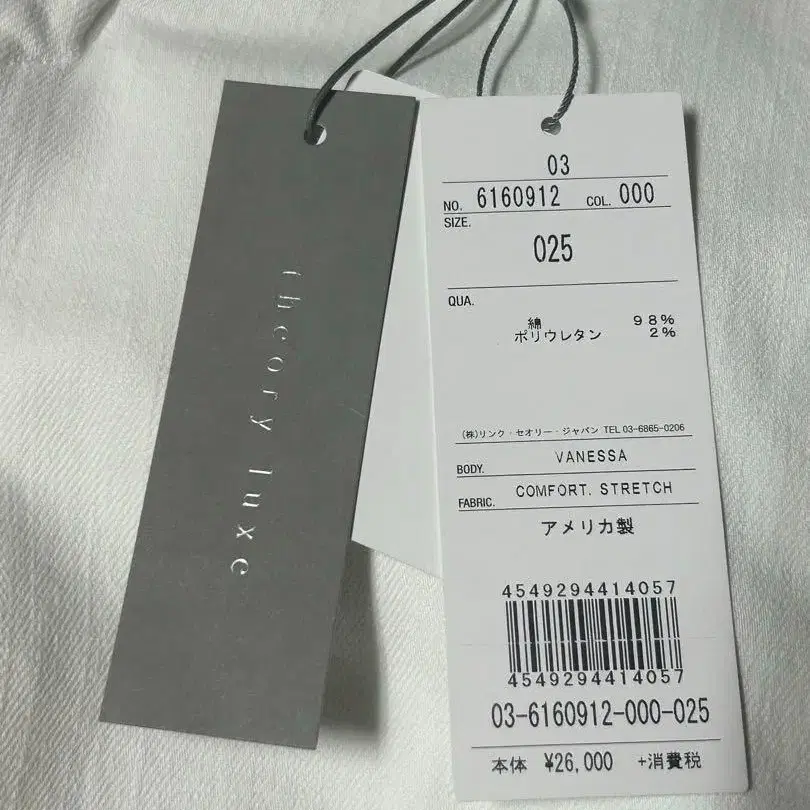 theory luxe
03
NO. 6160912 COL. 000
SIZE.
025
QUA.
綿 98%
ポリウレタン 2%
(株)リンク・セオリー・ジャパン TEL 03-6865-0206
BODY. VANESSA
FABRIC. COMFORT. STRETCH
アメリカ製
4549294414057
4549294414057
03-6160912-000-025
本体 ¥26,000 +消費税